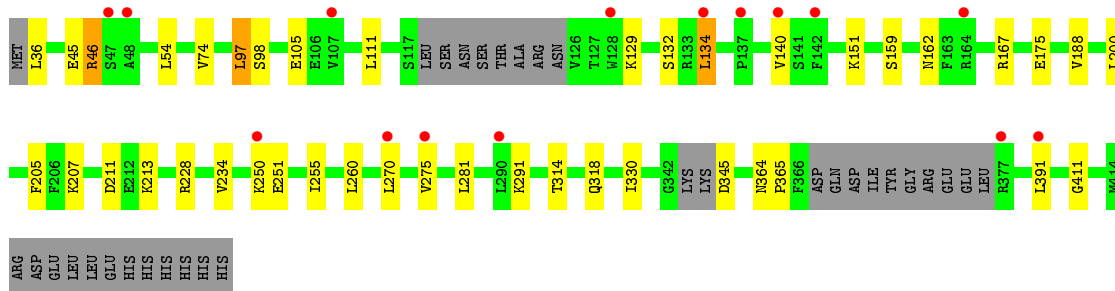 MET L36 E45 R46 S47 A48 L54 V74 L97 S98 E105 E106 V107 L111 S117 LEU SER ASN SER THR ALA ARG ASN V126 T127 W128 K129 S132 R133 L134 P137 V140 S141 F142 K151 S159 N162 F163 R164 R167 E175 V188 L200
F205 F206 K207 D211 E212 K213 R228 V234 K250 E251 I255 L260 L270 V275 L281 L290 K291 T314 Q318 I330 G342 LYS LYS D345 N364 P365 F366 ASP GLN ASP ILE TYR GLY ARG GLU GLU LEU R377 L391 G411 M414
ARG ASP GLU LEU LEU GLU HIS HIS HIS HIS HIS HIS